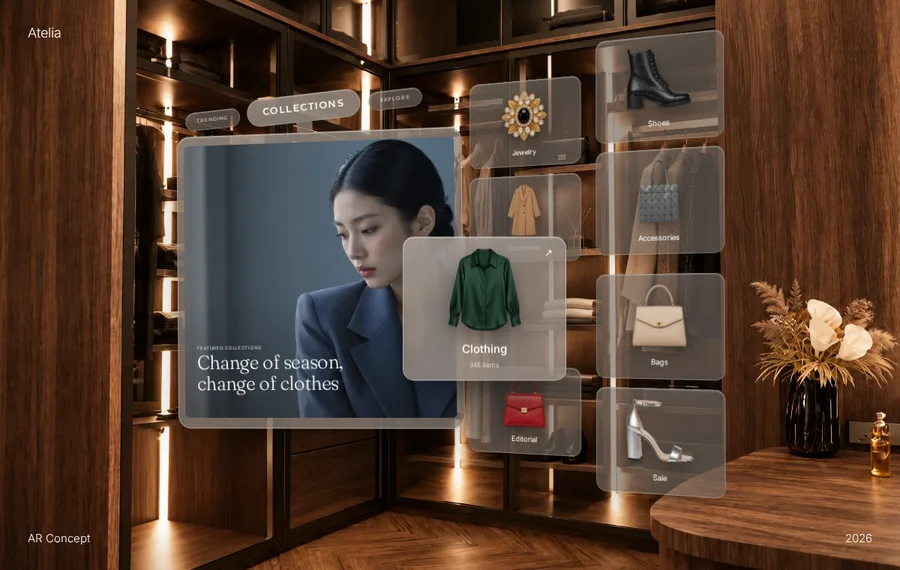 Atelia
TRENDING
COLLECTIONS
EXPLORE
FEATURED COLLECTIONS
Change of season,
change of clothes
Jewelry
Clothing
345 items
Editorial
Shoes
Accessories
Bags
Sale
AR Concept
2026